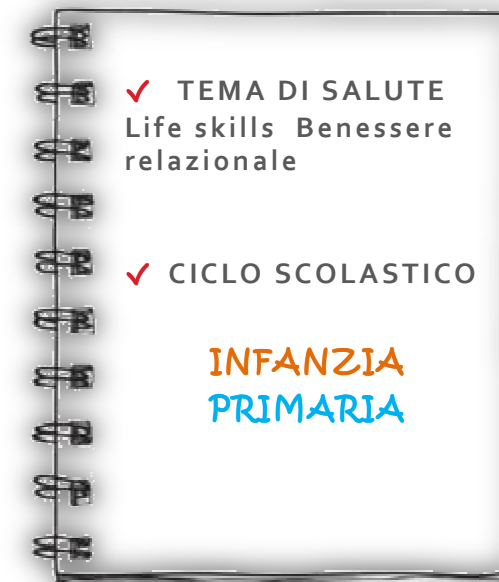 ✓ TEMA DI SALUTE
Life skills Benessere
relazionale
✓ CICLO SCOLASTICO
INFANZIA
PRIMARIA